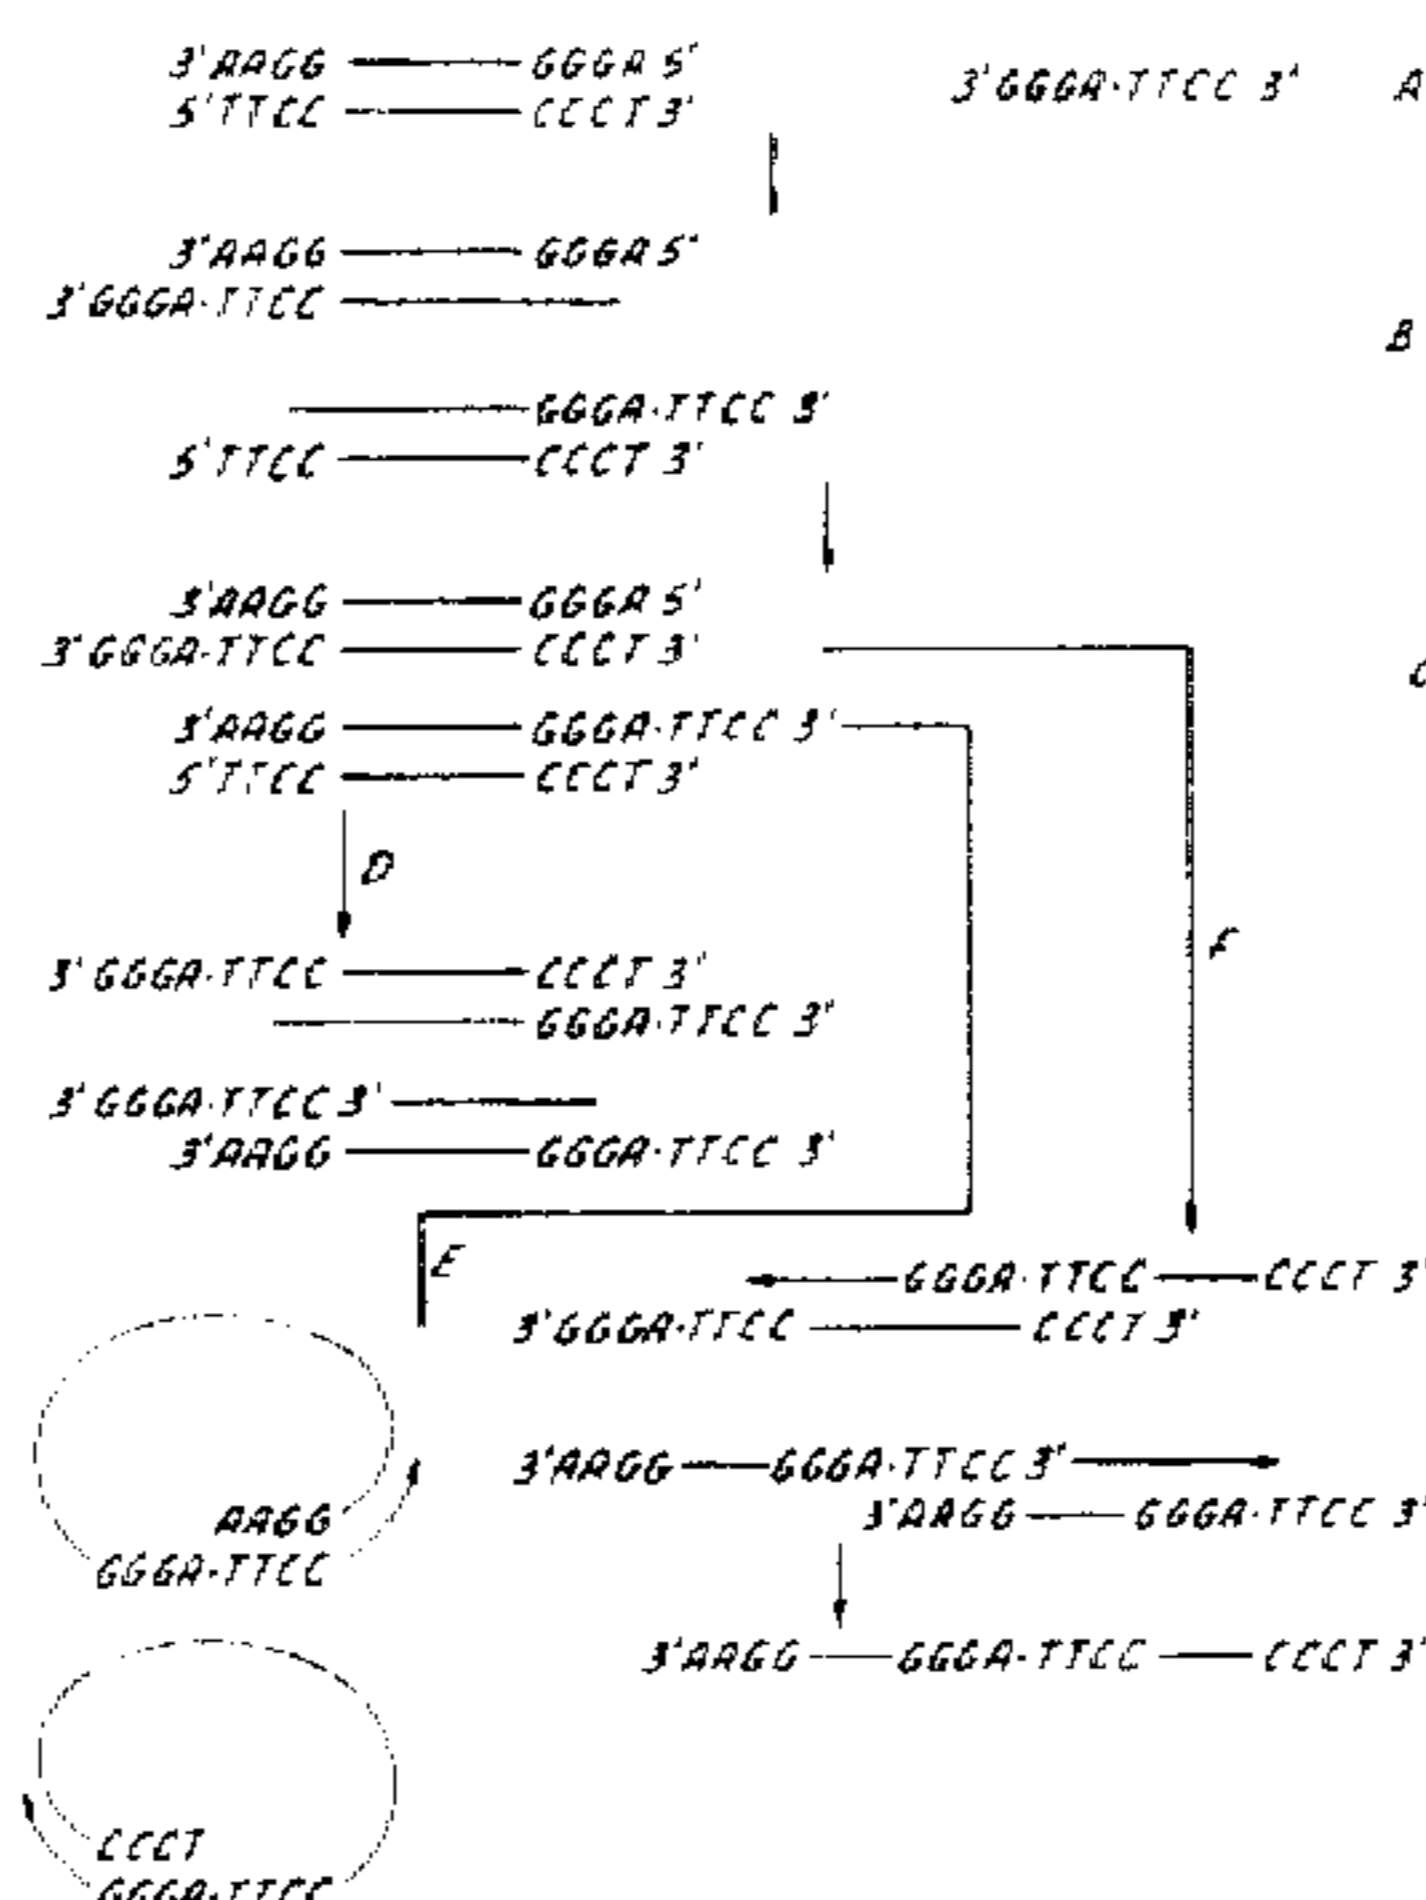 3'AAGG GGGA 5'
3'GGGA·TTCC 3' A
5'TTCC CCCT 3'
3'AAGG GGGA 5'
3'GGGA·TTCC
B
GGGA·TTCC 3'
5'TTCC CCCT 3'
3'AAGG GGGA 5'
3'GGGA·TTCC CCCT 3'
C
3'AAGG GGGA·TTCC 3'
5'TTCC CCCT 3'
D
F
3'GGGA·TTCC CCCT 3'
GGGA·TTCC 3'
3'GGGA·TTCC 3'
3'AAGG GGGA·TTCC 3'
E
GGGA·TTCC CCCT 3'
3'GGGA·TTCC CCCT 3'
3'AAGG GGGA·TTCC 3'
3'AAGG GGGA·TTCC 3'
AAGG
GGGA·TTCC
3'AAGG GGGA·TTCC CCCT 3'
CCCT
GGGA·TTCC